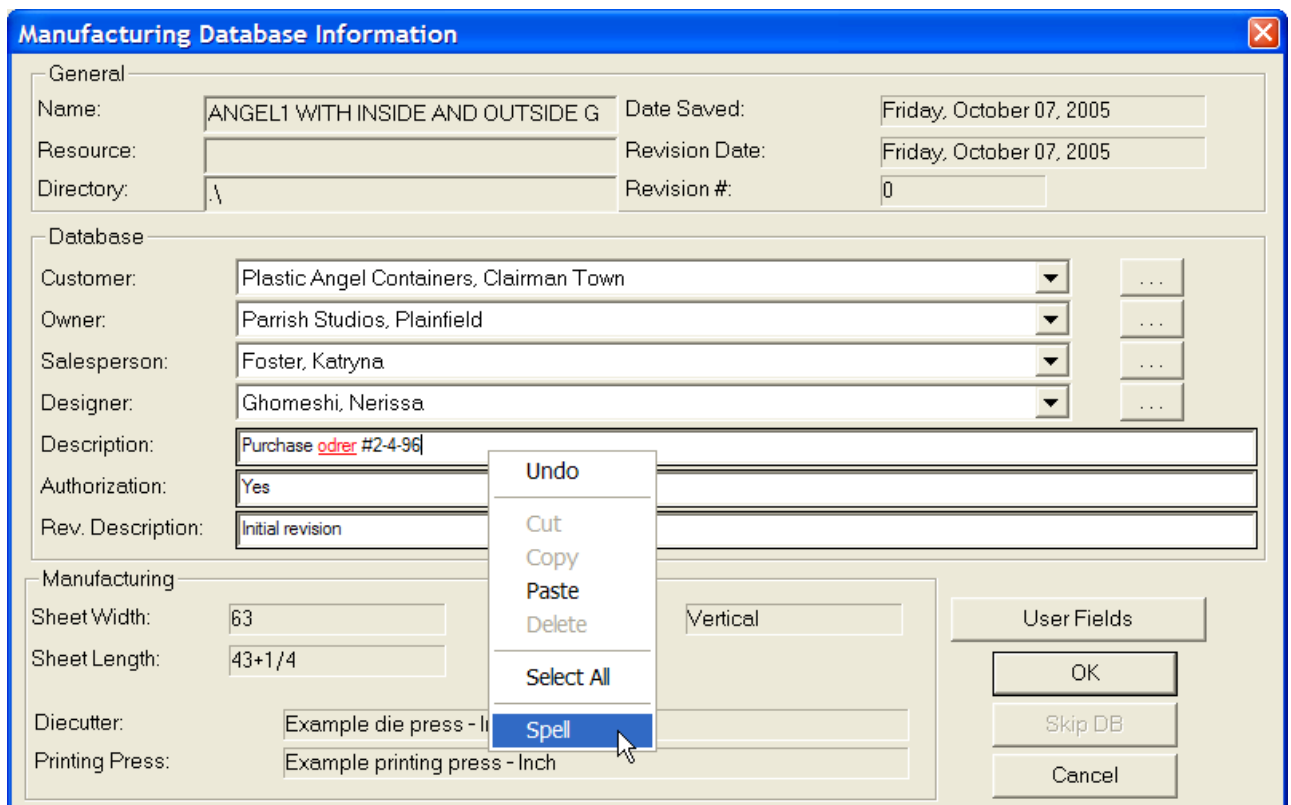 Manufacturing Database Information
General
Name: ANGEL1 WITH INSIDE AND OUTSIDE G Date Saved: Friday, October 07, 2005
Resource: Revision Date: Friday, October 07, 2005
Directory: .\ Revision #: 0
Database
Customer: Plastic Angel Containers, Clairman Town ...
Owner: Parrish Studios, Plainfield ...
Salesperson: Foster, Katryna ...
Designer: Ghomeshi, Nerissa ...
Description: Purchase odrer #2-4-96
Authorization: Yes
Rev. Description: Initial revision
Undo
Cut
Copy
Paste
Delete
Select All
Spell
Manufacturing
Sheet Width: 63 Vertical
Sheet Length: 43+1/4
Diecutter: Example die press - I
Printing Press: Example printing press - Inch
User Fields
OK
Skip DB
Cancel